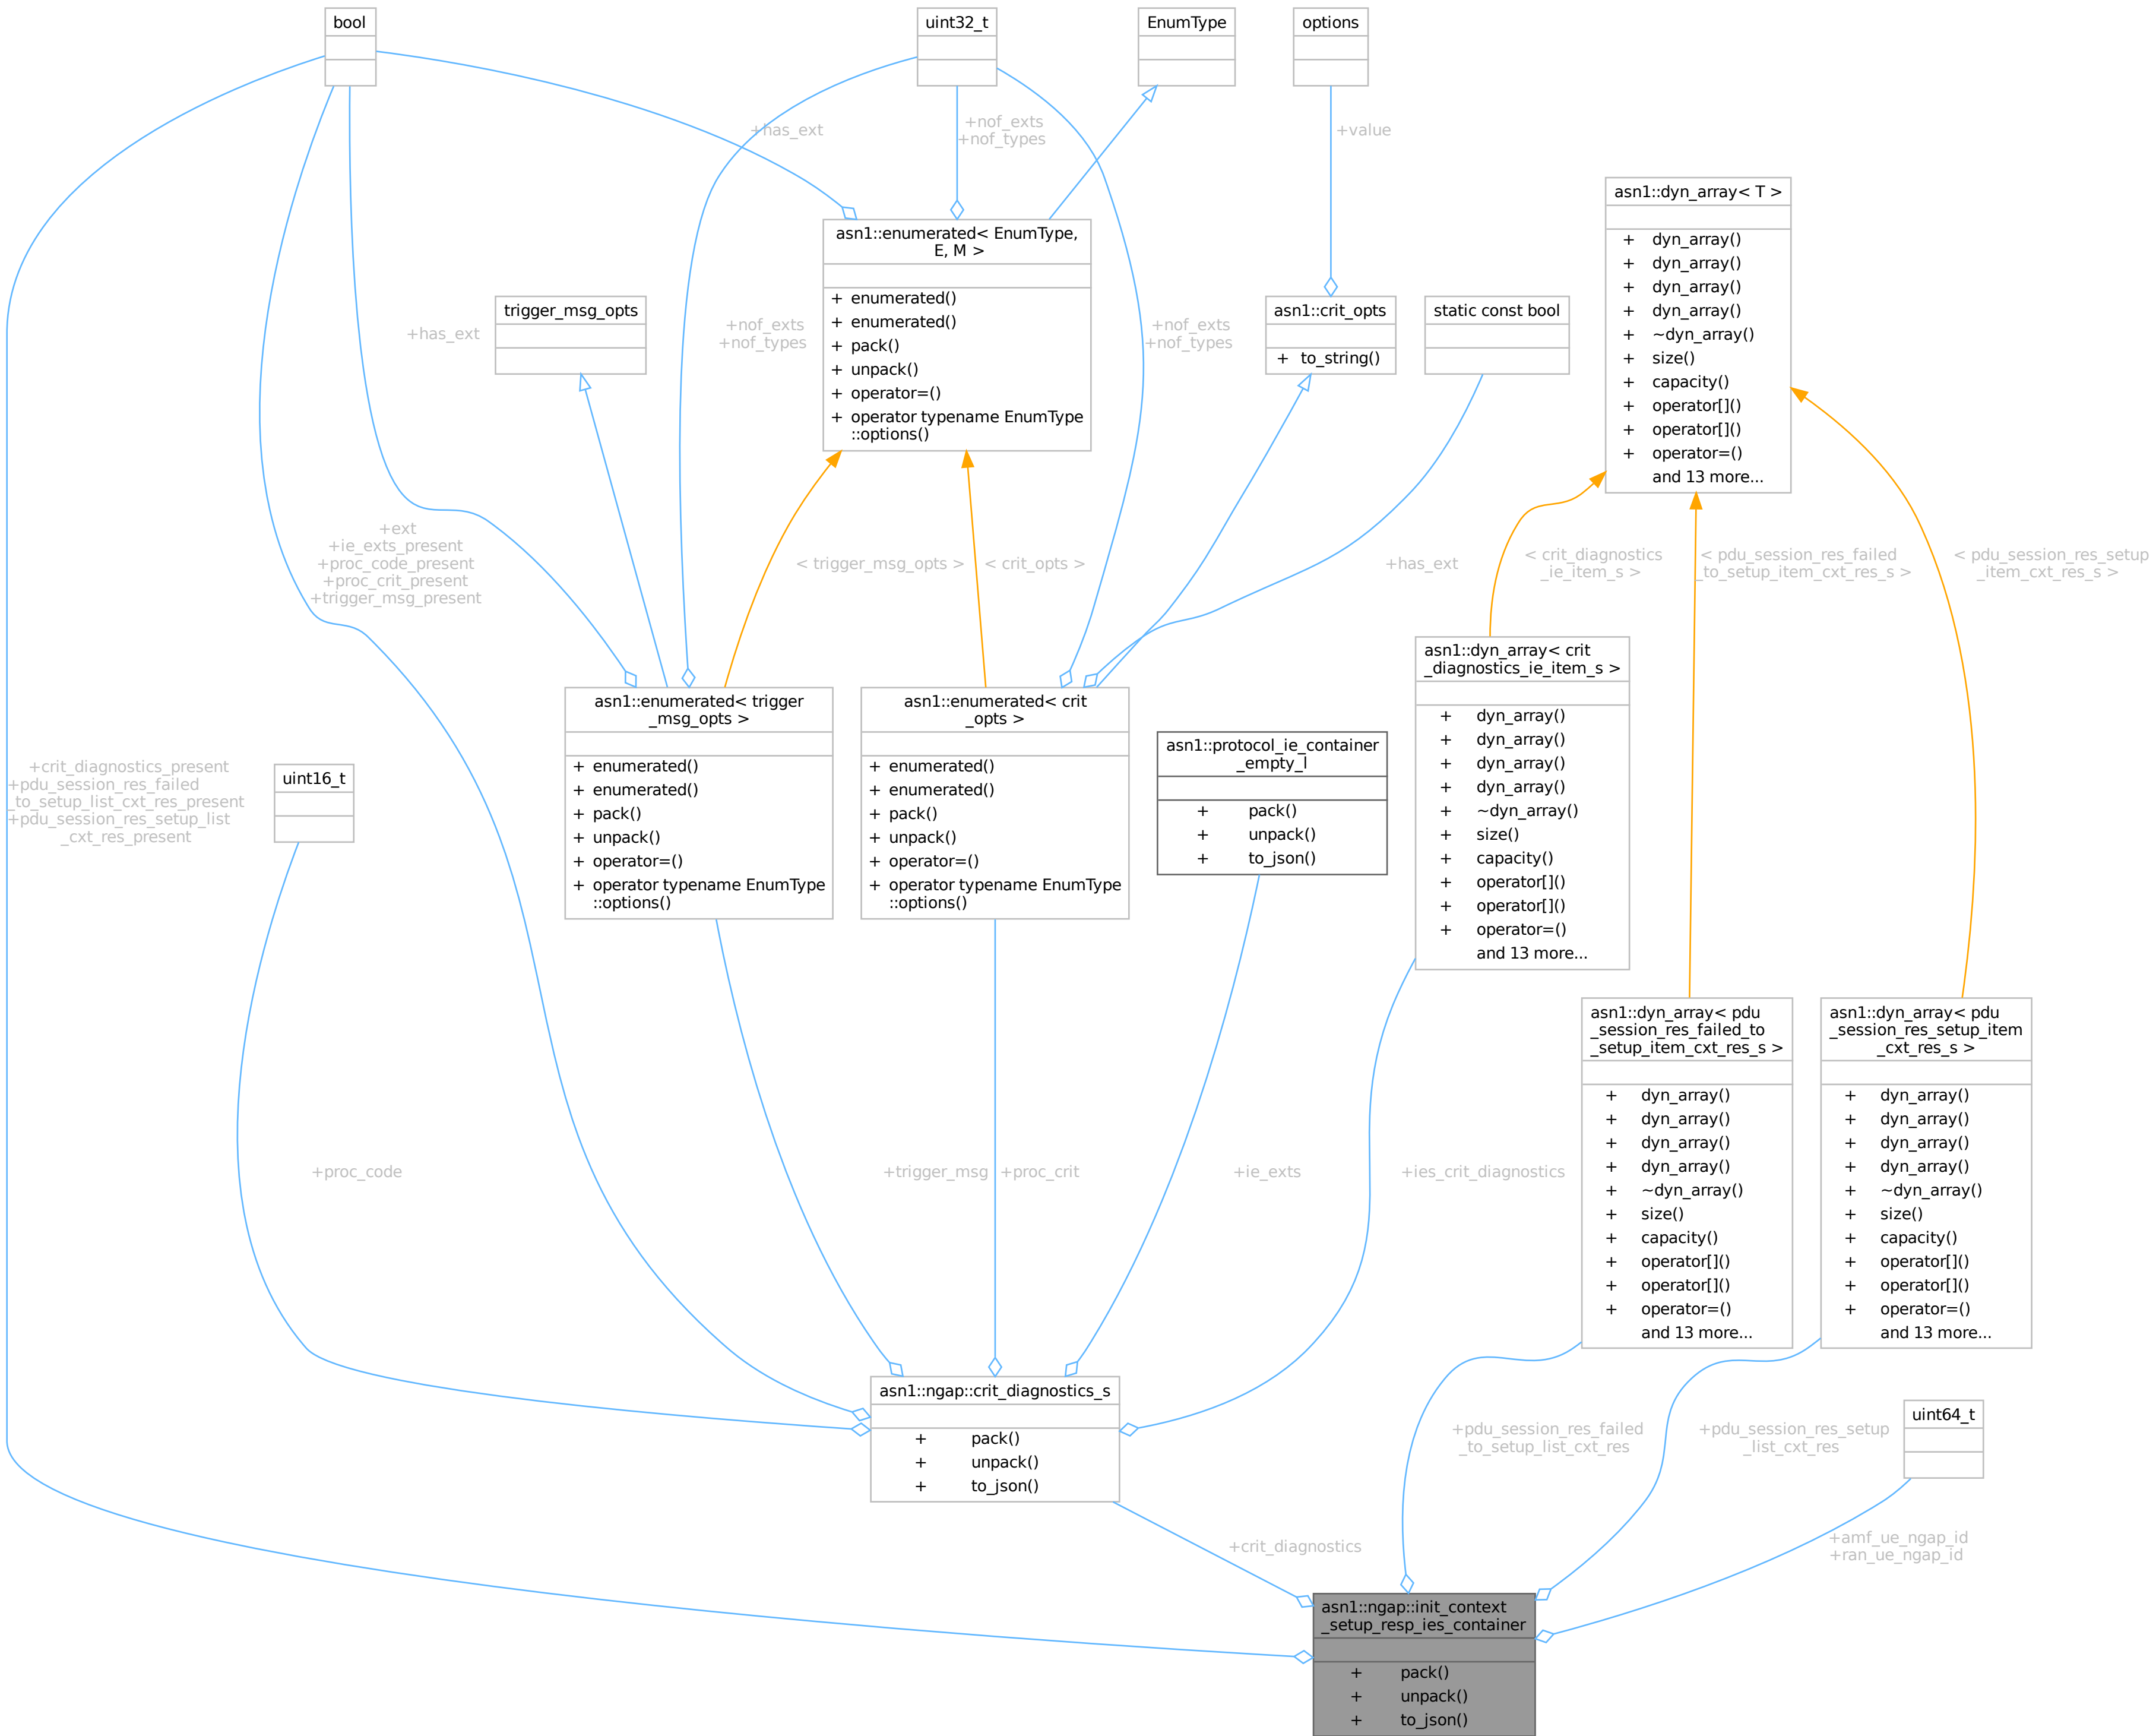 bool
uint32_t
EnumType
options
+has_ext
+nof_exts
+nof_types
+value
asn1::dyn_array< T >
+ dyn_array()
+ dyn_array()
+ dyn_array()
+ dyn_array()
+ ~dyn_array()
+ size()
+ capacity()
+ operator[]()
+ operator[]()
+ operator=()
and 13 more...
asn1::enumerated< EnumType,
E, M >
+ enumerated()
+ enumerated()
+ pack()
+ unpack()
+ operator=()
+ operator typename EnumType
::options()
trigger_msg_opts
asn1::crit_opts
+ to_string()
static const bool
+has_ext
+nof_exts
+nof_types
+nof_exts
+nof_types
+ext
+ie_exts_present
+proc_code_present
+proc_crit_present
+trigger_msg_present
< trigger_msg_opts >
< crit_opts >
+has_ext
< crit_diagnostics
_ie_item_s >
< pdu_session_res_failed
_to_setup_item_cxt_res_s >
< pdu_session_res_setup
_item_cxt_res_s >
asn1::dyn_array< crit
_diagnostics_ie_item_s >
+ dyn_array()
+ dyn_array()
+ dyn_array()
+ dyn_array()
+ ~dyn_array()
+ size()
+ capacity()
+ operator[]()
+ operator[]()
+ operator=()
and 13 more...
asn1::enumerated< trigger
_msg_opts >
+ enumerated()
+ enumerated()
+ pack()
+ unpack()
+ operator=()
+ operator typename EnumType
::options()
asn1::enumerated< crit
_opts >
+ enumerated()
+ enumerated()
+ pack()
+ unpack()
+ operator=()
+ operator typename EnumType
::options()
asn1::protocol_ie_container
_empty_l
+ pack()
+ unpack()
+ to_json()
+crit_diagnostics_present
+pdu_session_res_failed
_to_setup_list_cxt_res_present
+pdu_session_res_setup_list
_cxt_res_present
uint16_t
asn1::dyn_array< pdu
_session_res_failed_to
_setup_item_cxt_res_s >
+ dyn_array()
+ dyn_array()
+ dyn_array()
+ dyn_array()
+ ~dyn_array()
+ size()
+ capacity()
+ operator[]()
+ operator[]()
+ operator=()
and 13 more...
asn1::dyn_array< pdu
_session_res_setup_item
_cxt_res_s >
+ dyn_array()
+ dyn_array()
+ dyn_array()
+ dyn_array()
+ ~dyn_array()
+ size()
+ capacity()
+ operator[]()
+ operator[]()
+ operator=()
and 13 more...
+proc_code
+trigger_msg
+proc_crit
+ie_exts
+ies_crit_diagnostics
asn1::ngap::crit_diagnostics_s
+ pack()
+ unpack()
+ to_json()
+pdu_session_res_failed
_to_setup_list_cxt_res
+pdu_session_res_setup
_list_cxt_res
uint64_t
+crit_diagnostics
+amf_ue_ngap_id
+ran_ue_ngap_id
asn1::ngap::init_context
_setup_resp_ies_container
+ pack()
+ unpack()
+ to_json()